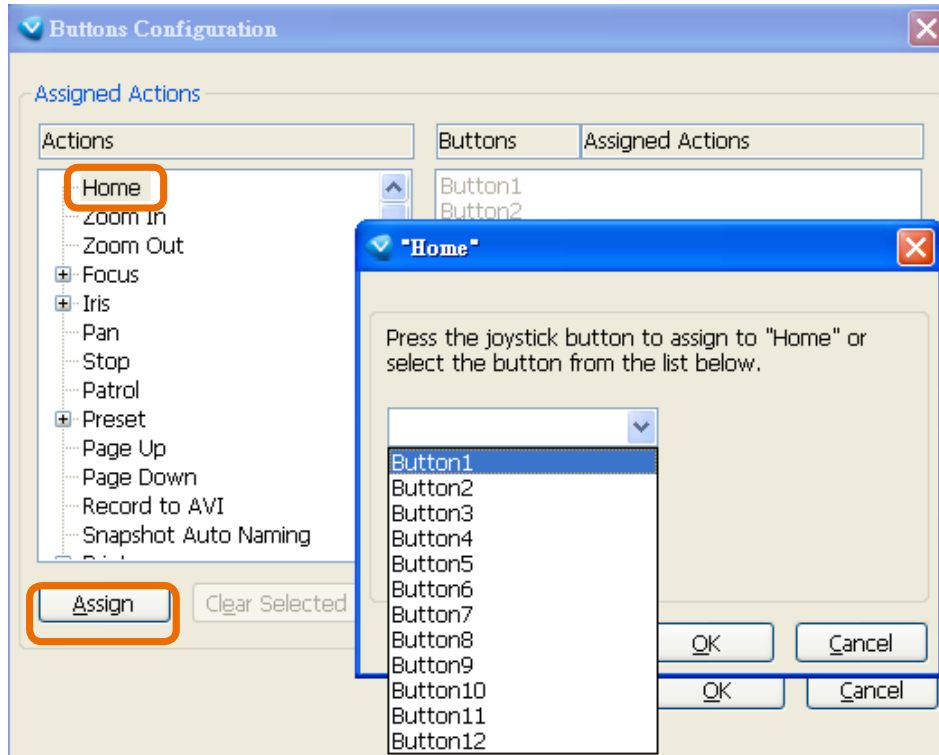 Buttons Configuration
Assigned Actions
Actions
Buttons
Assigned Actions
Home
Zoom In
Zoom Out
Focus
Iris
Pan
Stop
Patrol
Preset
Page Up
Page Down
Record to AVI
Snapshot Auto Naming
Button1
Button2
Assign
Clear Selected
"Home"
Press the joystick button to assign to "Home" or
select the button from the list below.
Button1
Button2
Button3
Button4
Button5
Button6
Button7
Button8
Button9
Button10
Button11
Button12
OK
Cancel
OK
Cancel